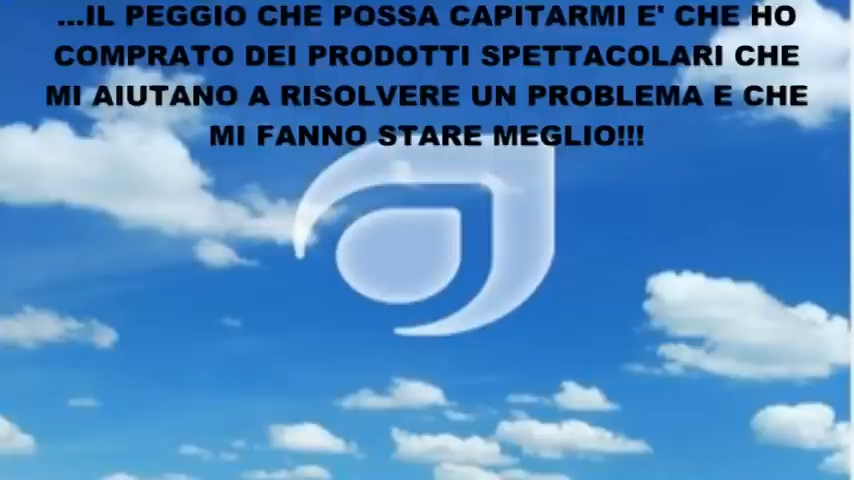 ...IL PEGGIO CHE POSSA CAPITARMI E' CHE HO
COMPRATO DEI PRODOTTI SPETTACOLARI CHE
MI AIUTANO A RISOLVERE UN PROBLEMA E CHE
MI FANNO STARE MEGLIO!!!